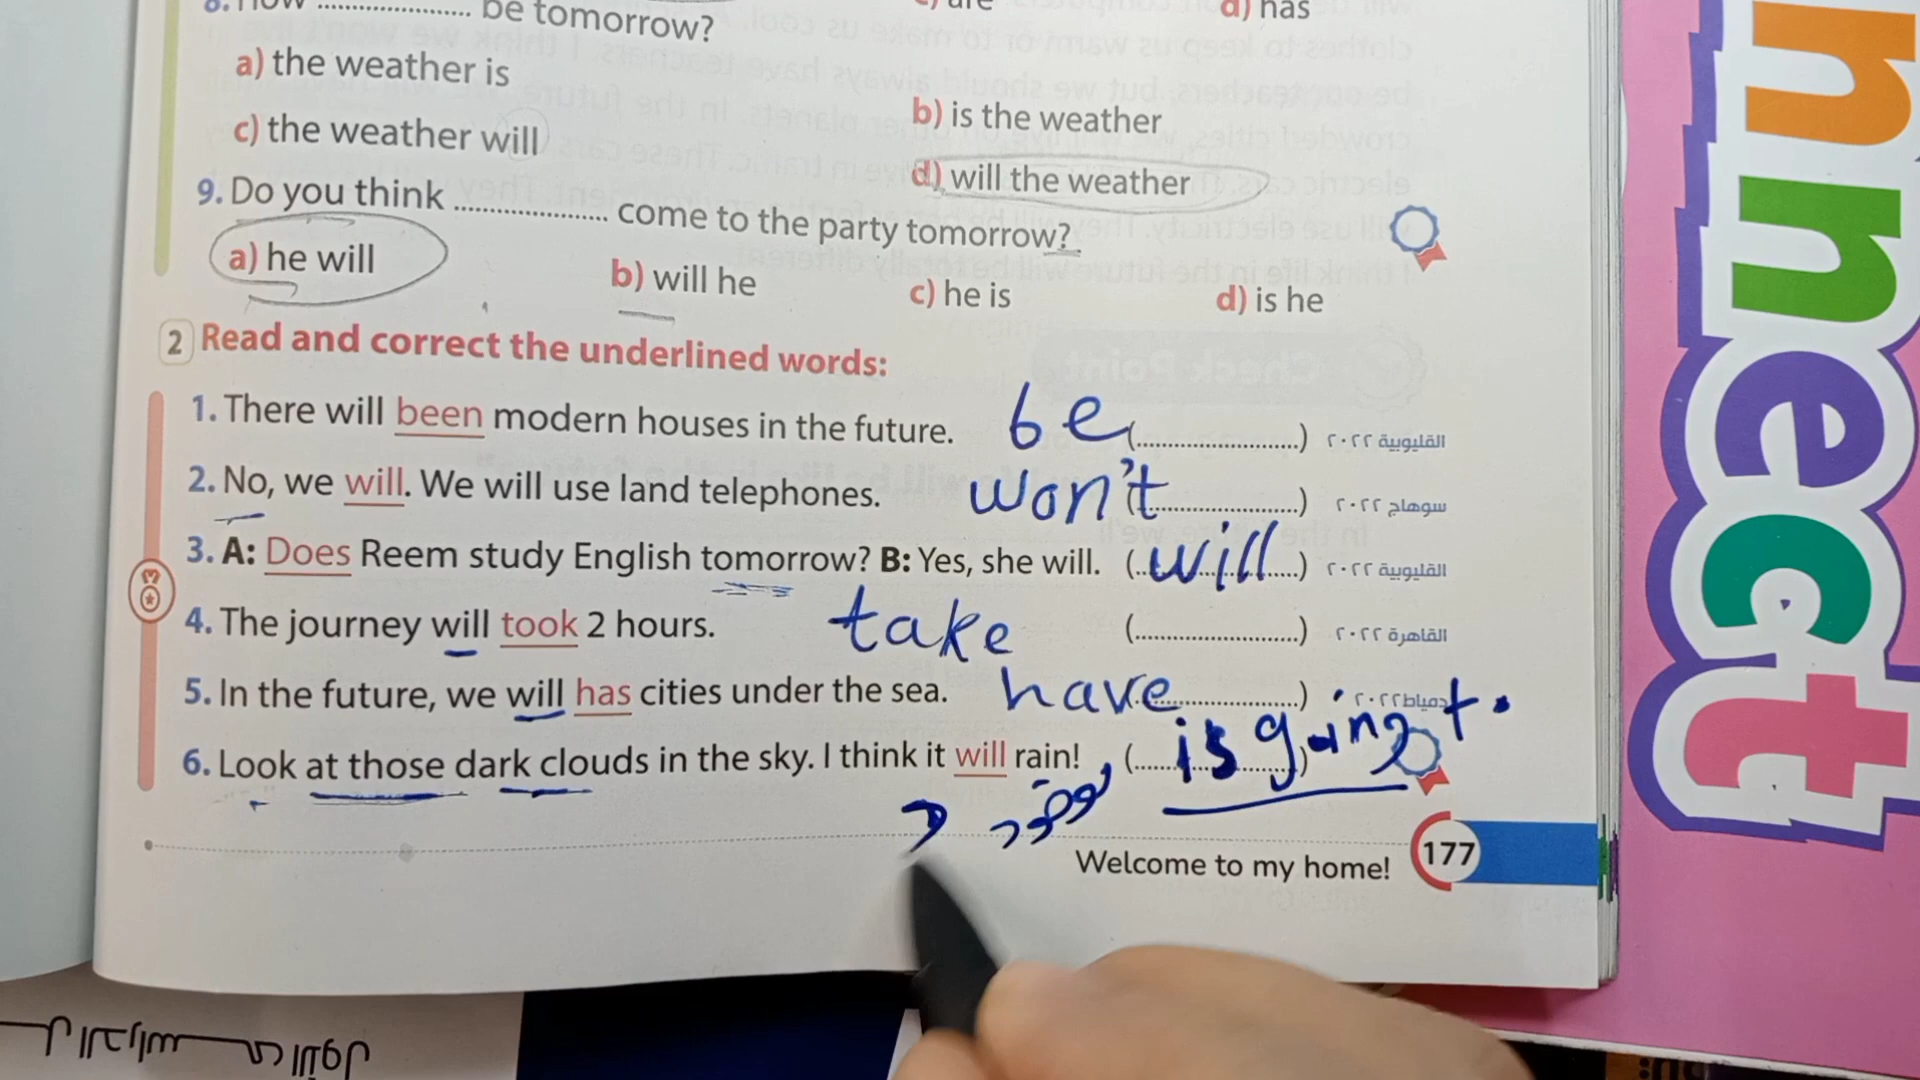 8. How .................... be tomorrow?
c) are d) has
a) the weather is
b) is the weather
c) the weather will
d) will the weather
9. Do you think .................... come to the party tomorrow?
a) he will b) will he c) he is d) is he
2 Read and correct the underlined words:
1. There will been modern houses in the future. be (....................) القليوبية ٢٠٢٢
2. No, we will. We will use land telephones. won't (....................) سوهاج ٢٠٢٢
3. A: Does Reem study English tomorrow? B: Yes, she will. (will) القليوبية ٢٠٢٢
4. The journey will took 2 hours. take (....................) القاهرة ٢٠٢٢
5. In the future, we will has cities under the sea. have (....................) دمياط ٢٠٢٢
6. Look at those dark clouds in the sky. I think it will rain! (is going to)
Welcome to my home! 177
nnect